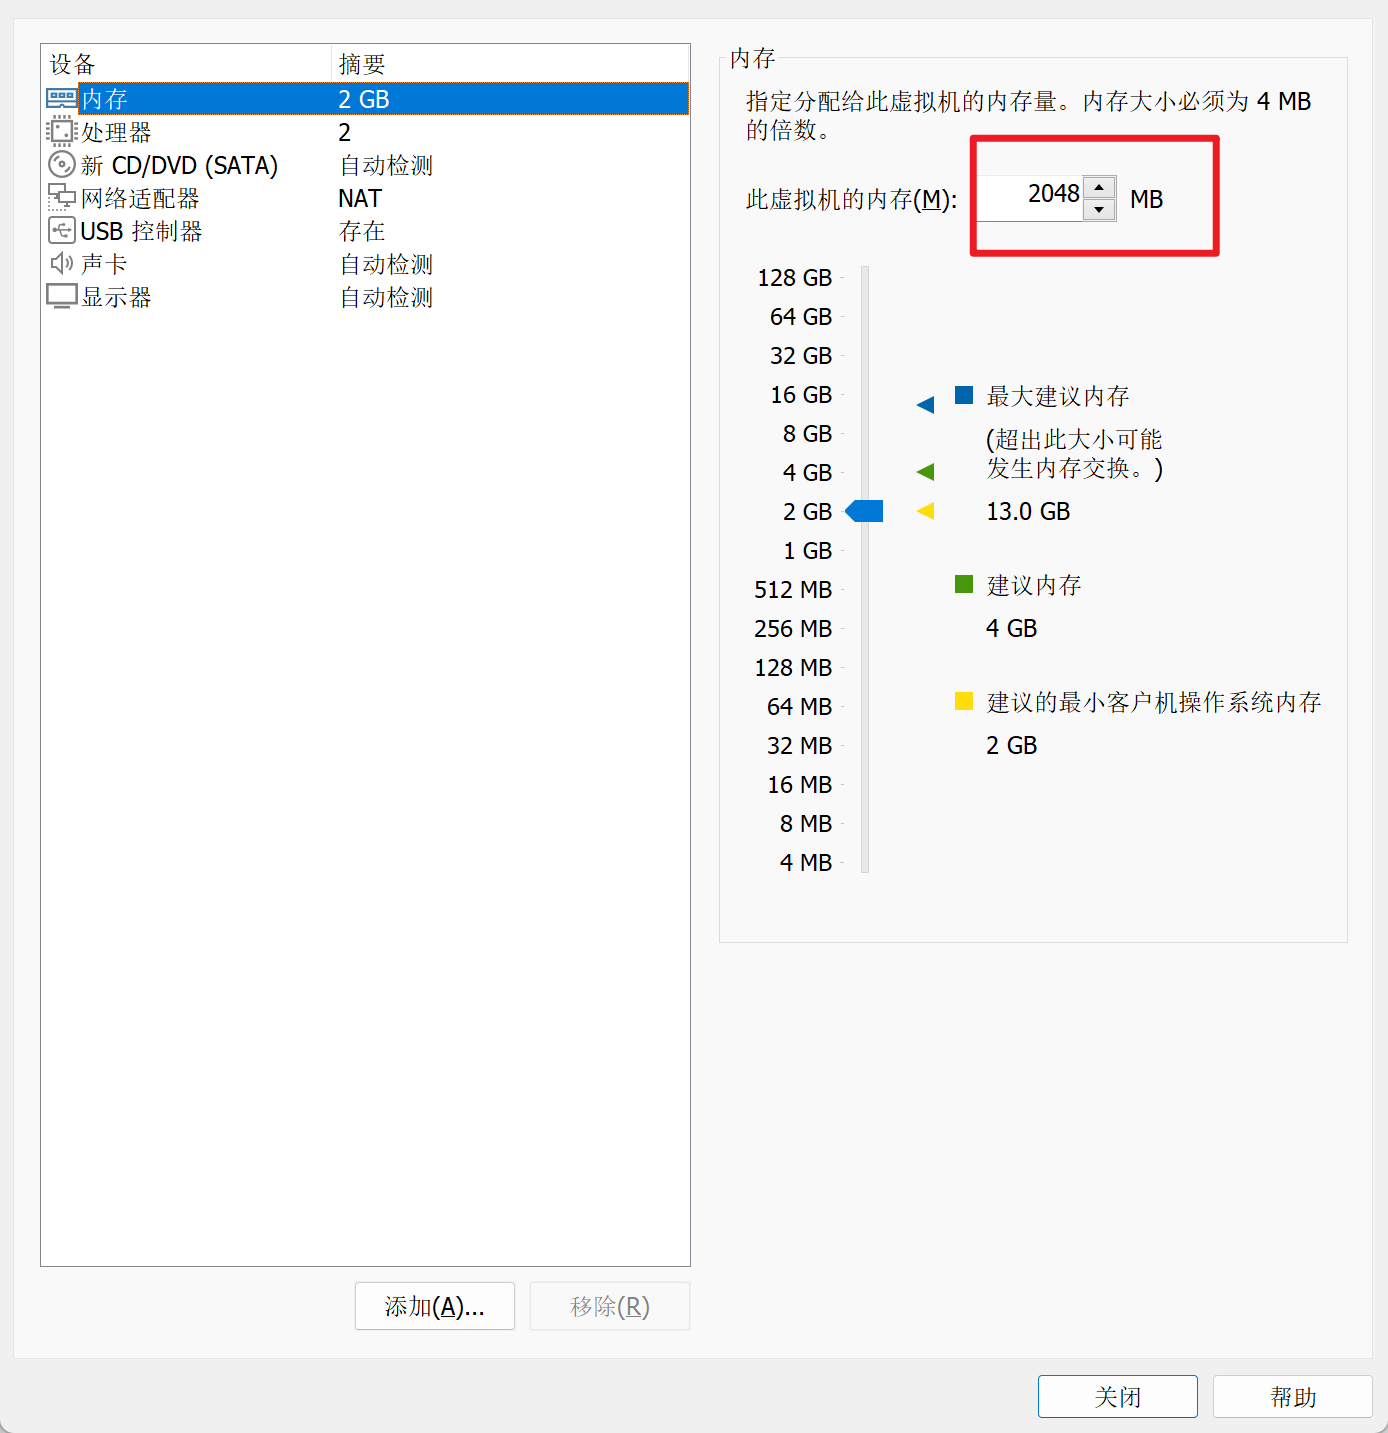 设备 摘要
内存 2 GB
处理器 2
新 CD/DVD (SATA) 自动检测
网络适配器 NAT
USB 控制器 存在
声卡 自动检测
显示器 自动检测
添加(A)...
移除(R)
内存
指定分配给此虚拟机的内存量。内存大小必须为 4 MB
的倍数。
此虚拟机的内存(M): 2048 MB
128 GB
64 GB
32 GB
16 GB
8 GB
4 GB
2 GB
1 GB
512 MB
256 MB
128 MB
64 MB
32 MB
16 MB
8 MB
4 MB
最大建议内存
(超出此大小可能
发生内存交换。)
13.0 GB
建议内存
4 GB
建议的最小客户机操作系统内存
2 GB
关闭
帮助